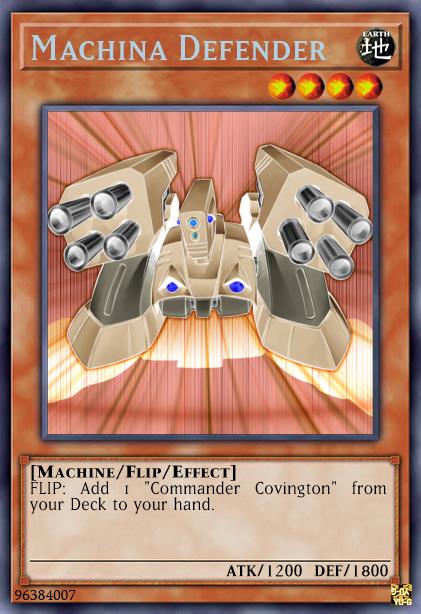 MACHINA DEFENDER
EARTH
地
[MACHINE/FLIP/EFFECT]
FLIP: Add 1 "Commander Covington" from
your Deck to your hand.
ATK/1200 DEF/1800
96384007